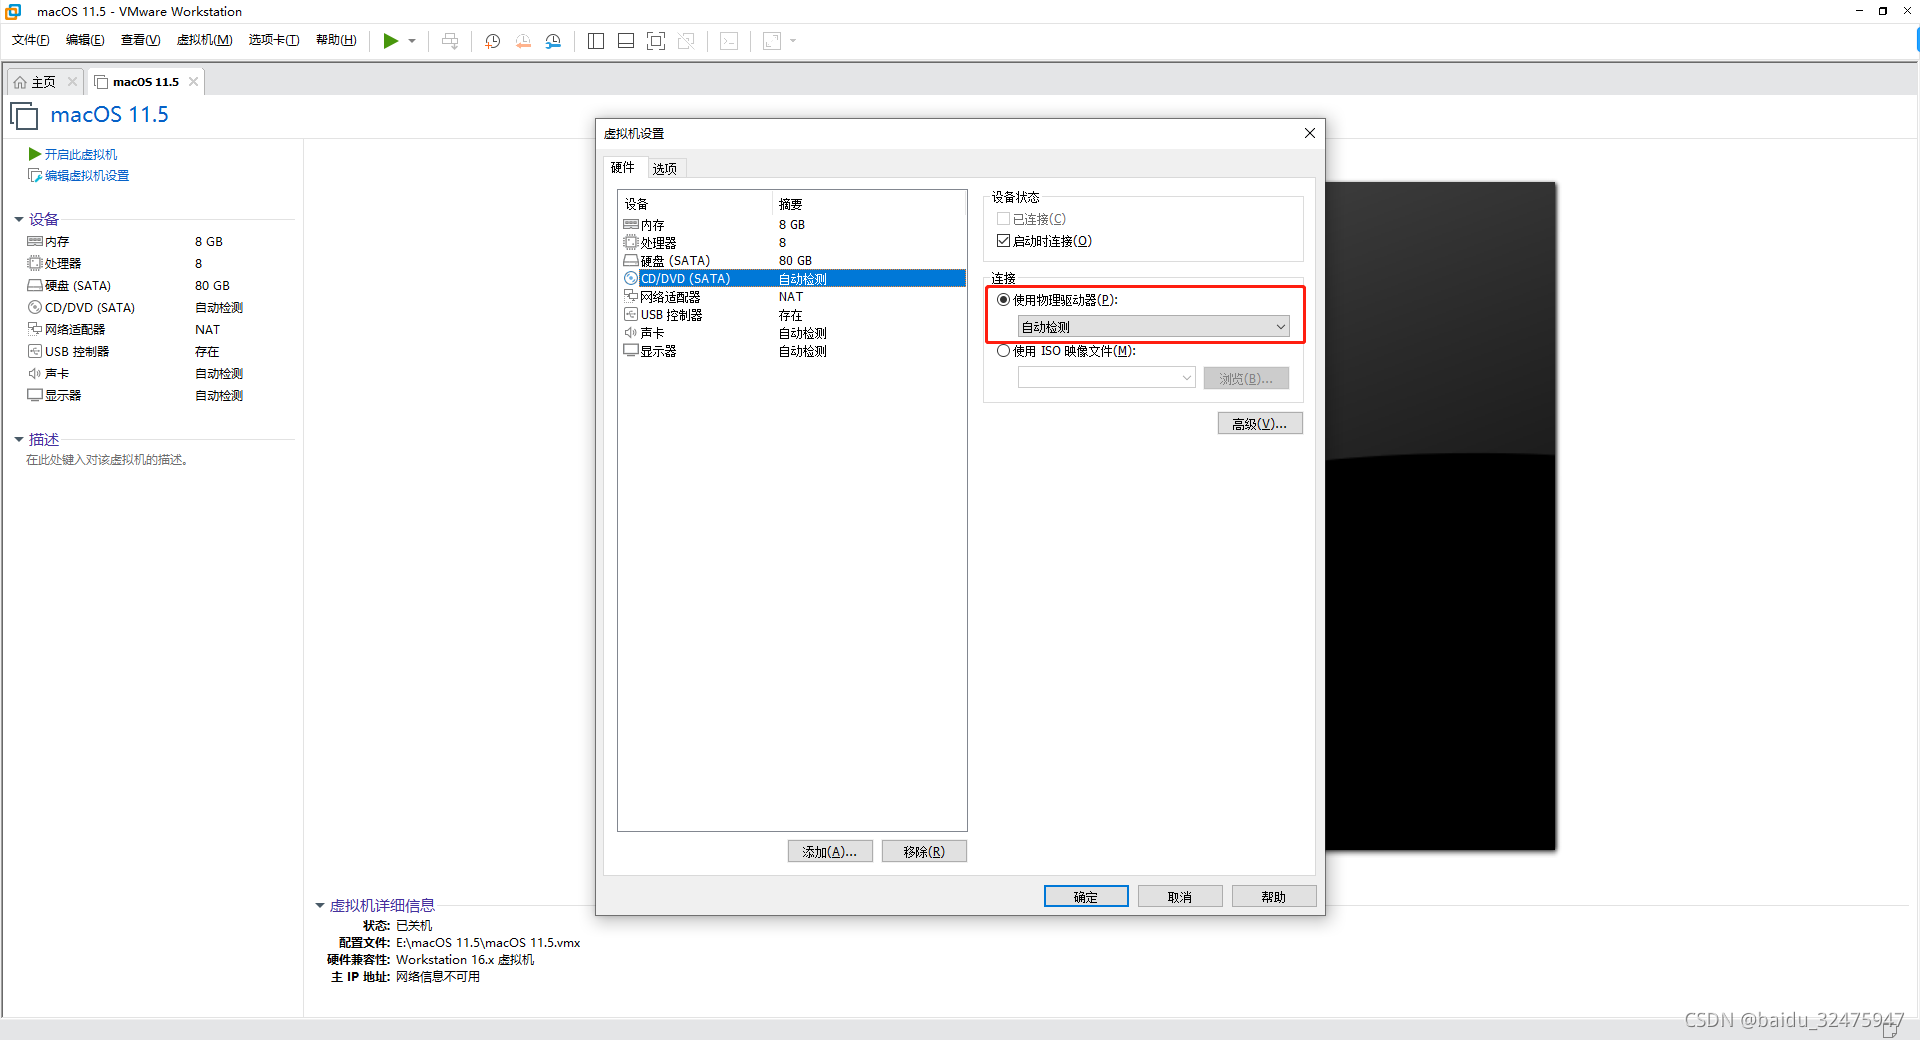 macOS 11.5 - VMware Workstation
文件(F) 编辑(E) 查看(V) 虚拟机(M) 选项卡(T) 帮助(H)
主页 macOS 11.5
macOS 11.5
开启此虚拟机
编辑虚拟机设置
设备
内存 8 GB
处理器 8
硬盘 (SATA) 80 GB
CD/DVD (SATA) 自动检测
网络适配器 NAT
USB 控制器 存在
声卡 自动检测
显示器 自动检测
描述
在此处键入对该虚拟机的描述。
虚拟机设置
硬件 选项
设备 摘要
内存 8 GB
处理器 8
硬盘 (SATA) 80 GB
CD/DVD (SATA) 自动检测
网络适配器 NAT
USB 控制器 存在
声卡 自动检测
显示器 自动检测
添加(A)... 移除(R)
设备状态
已连接(C)
启动时连接(O)
连接
使用物理驱动器(P):
自动检测
使用 ISO 映像文件(M):
浏览(B)...
高级(V)...
确定 取消 帮助
虚拟机详细信息
状态: 已关机
配置文件: E:\macOS 11.5\macOS 11.5.vmx
硬件兼容性: Workstation 16.x 虚拟机
主 IP 地址: 网络信息不可用
CSDN @baidu_32475947